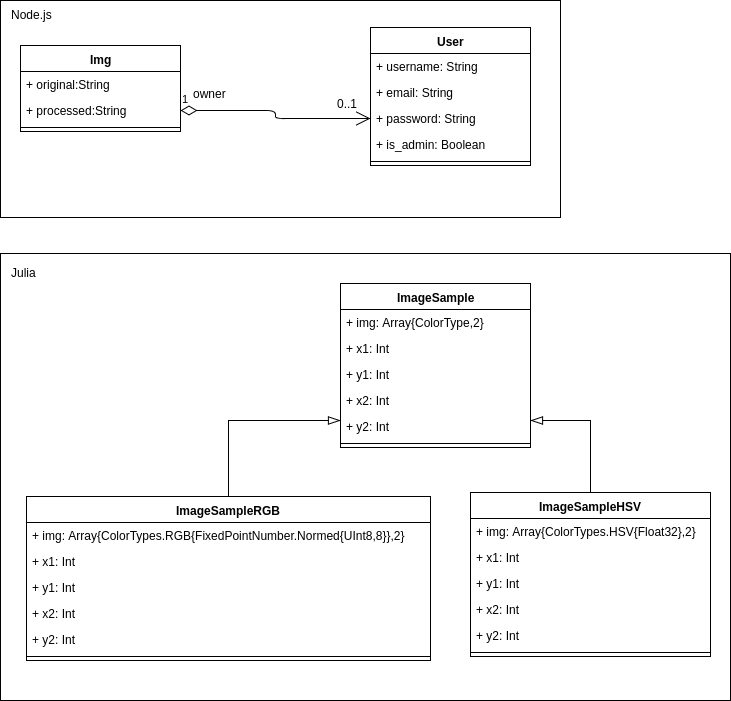 Node.js
Img
+ original:String
+ processed:String
1
owner
0..1
User
+ username: String
+ email: String
+ password: String
+ is_admin: Boolean
Julia
ImageSample
+ img: Array{ColorType,2}
+ x1: Int
+ y1: Int
+ x2: Int
+ y2: Int
ImageSampleRGB
+ img: Array{ColorTypes.RGB{FixedPointNumber.Normed{UInt8,8}},2}
+ x1: Int
+ y1: Int
+ x2: Int
+ y2: Int
ImageSampleHSV
+ img: Array{ColorTypes.HSV{Float32},2}
+ x1: Int
+ y1: Int
+ x2: Int
+ y2: Int